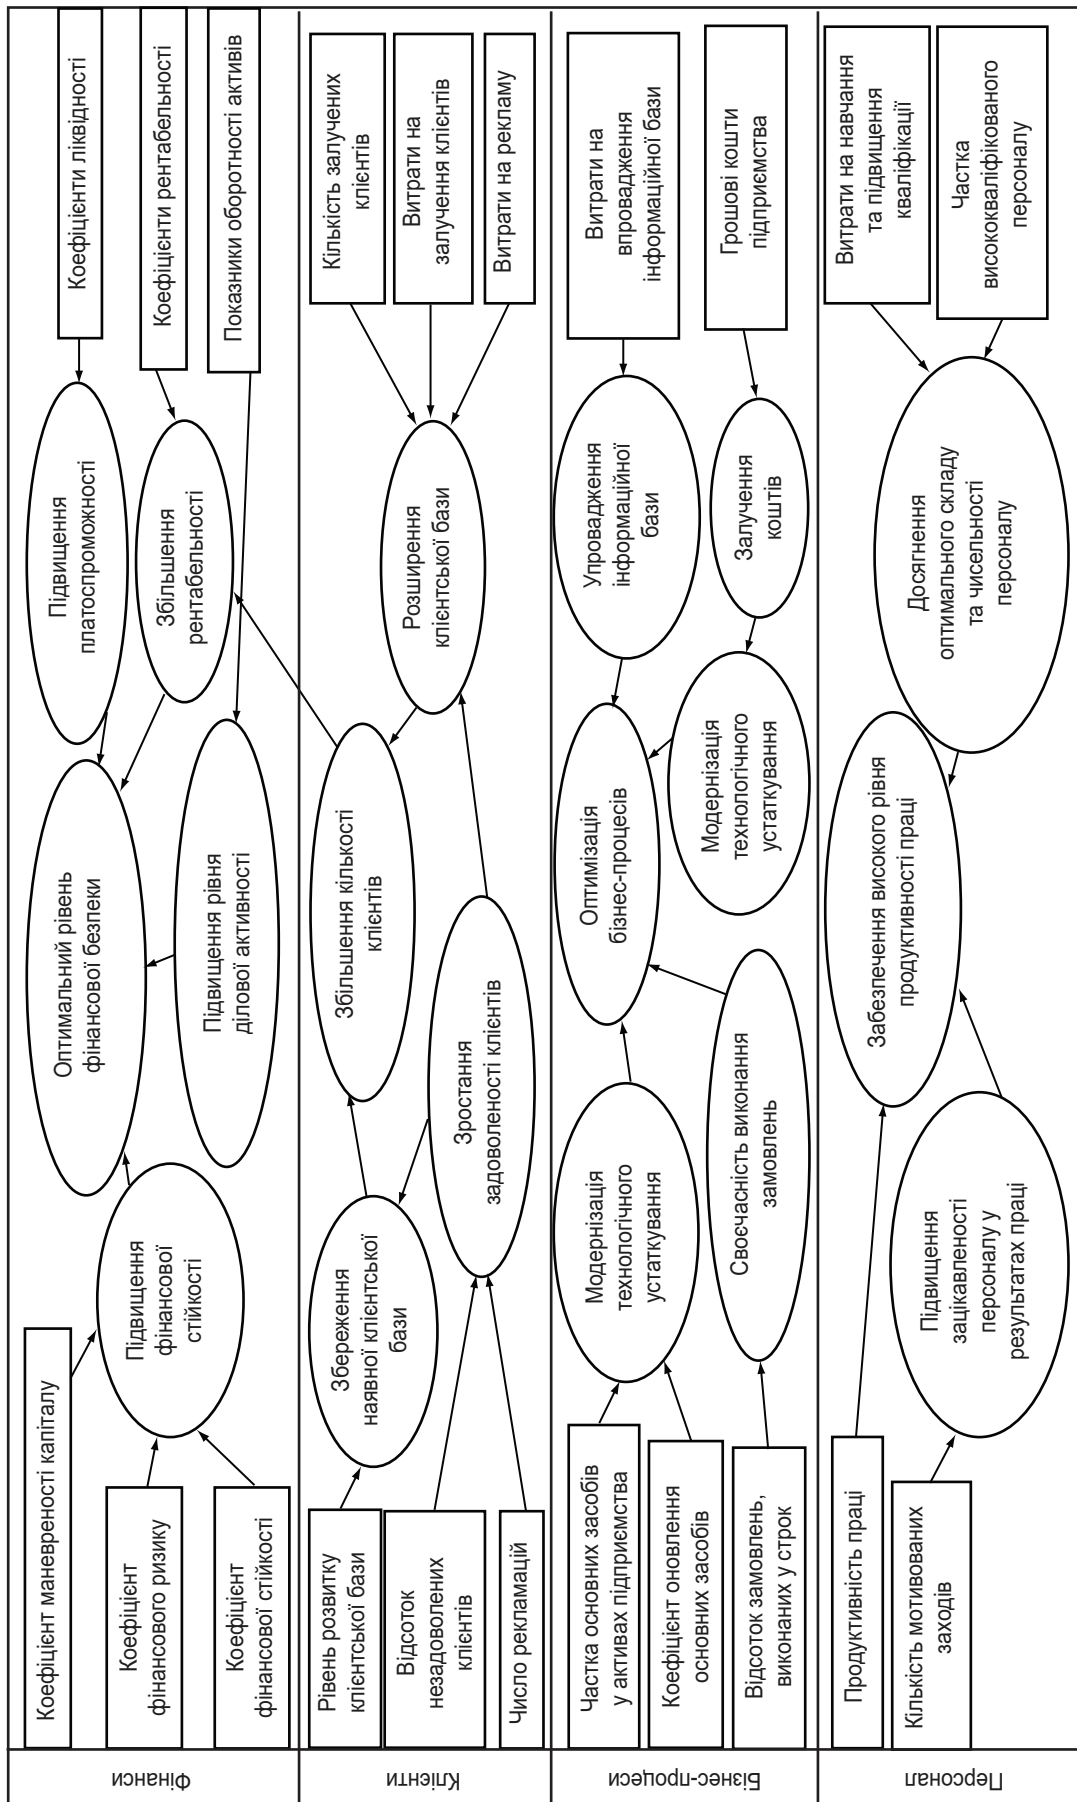 Фінанси
Коефіцієнт маневреності капіталу
Коефіцієнт
фінансового ризику
Коефіцієнт
фінансової стійкості
Підвищення
фінансової
стійкості
Оптимальний рівень
фінансової безпеки
Підвищення рівня
ділової активності
Підвищення
платоспроможності
Збільшення
рентабельності
Коефіцієнти ліквідності
Коефіцієнти рентабельності
Показники оборотності активів
Клієнти
Рівень розвитку
клієнтської бази
Відсоток
незадоволених
клієнтів
Число рекламацій
Збереження
наявної клієнтської
бази
Зростання
задоволеності клієнтів
Збільшення кількості
клієнтів
Розширення
клієнтської бази
Кількість залучених
клієнтів
Витрати на
залучення клієнтів
Витрати на рекламу
Бізнес-процеси
Частка основних засобів
у активах підприємства
Коефіцієнт оновлення
основних засобів
Відсоток замовлень,
виконаних у строк
Модернізація
технологічного
устаткування
Своєчасність виконання
замовлень
Оптимізація
бізнес-процесів
Модернізація
технологічного
устаткування
Упровадження
інформаційної
бази
Залучення
коштів
Витрати на
впровадження
інформаційної бази
Грошові кошти
підприємства
Персонал
Продуктивність праці
Кількість мотивованих
заходів
Підвищення
зацікавленості
персоналу у
результатах праці
Забезпечення високого рівня
продуктивності праці
Досягнення
оптимального складу
та чисельності
персоналу
Витрати на навчання
та підвищення
кваліфікації
Частка
висококваліфікованого
персоналу